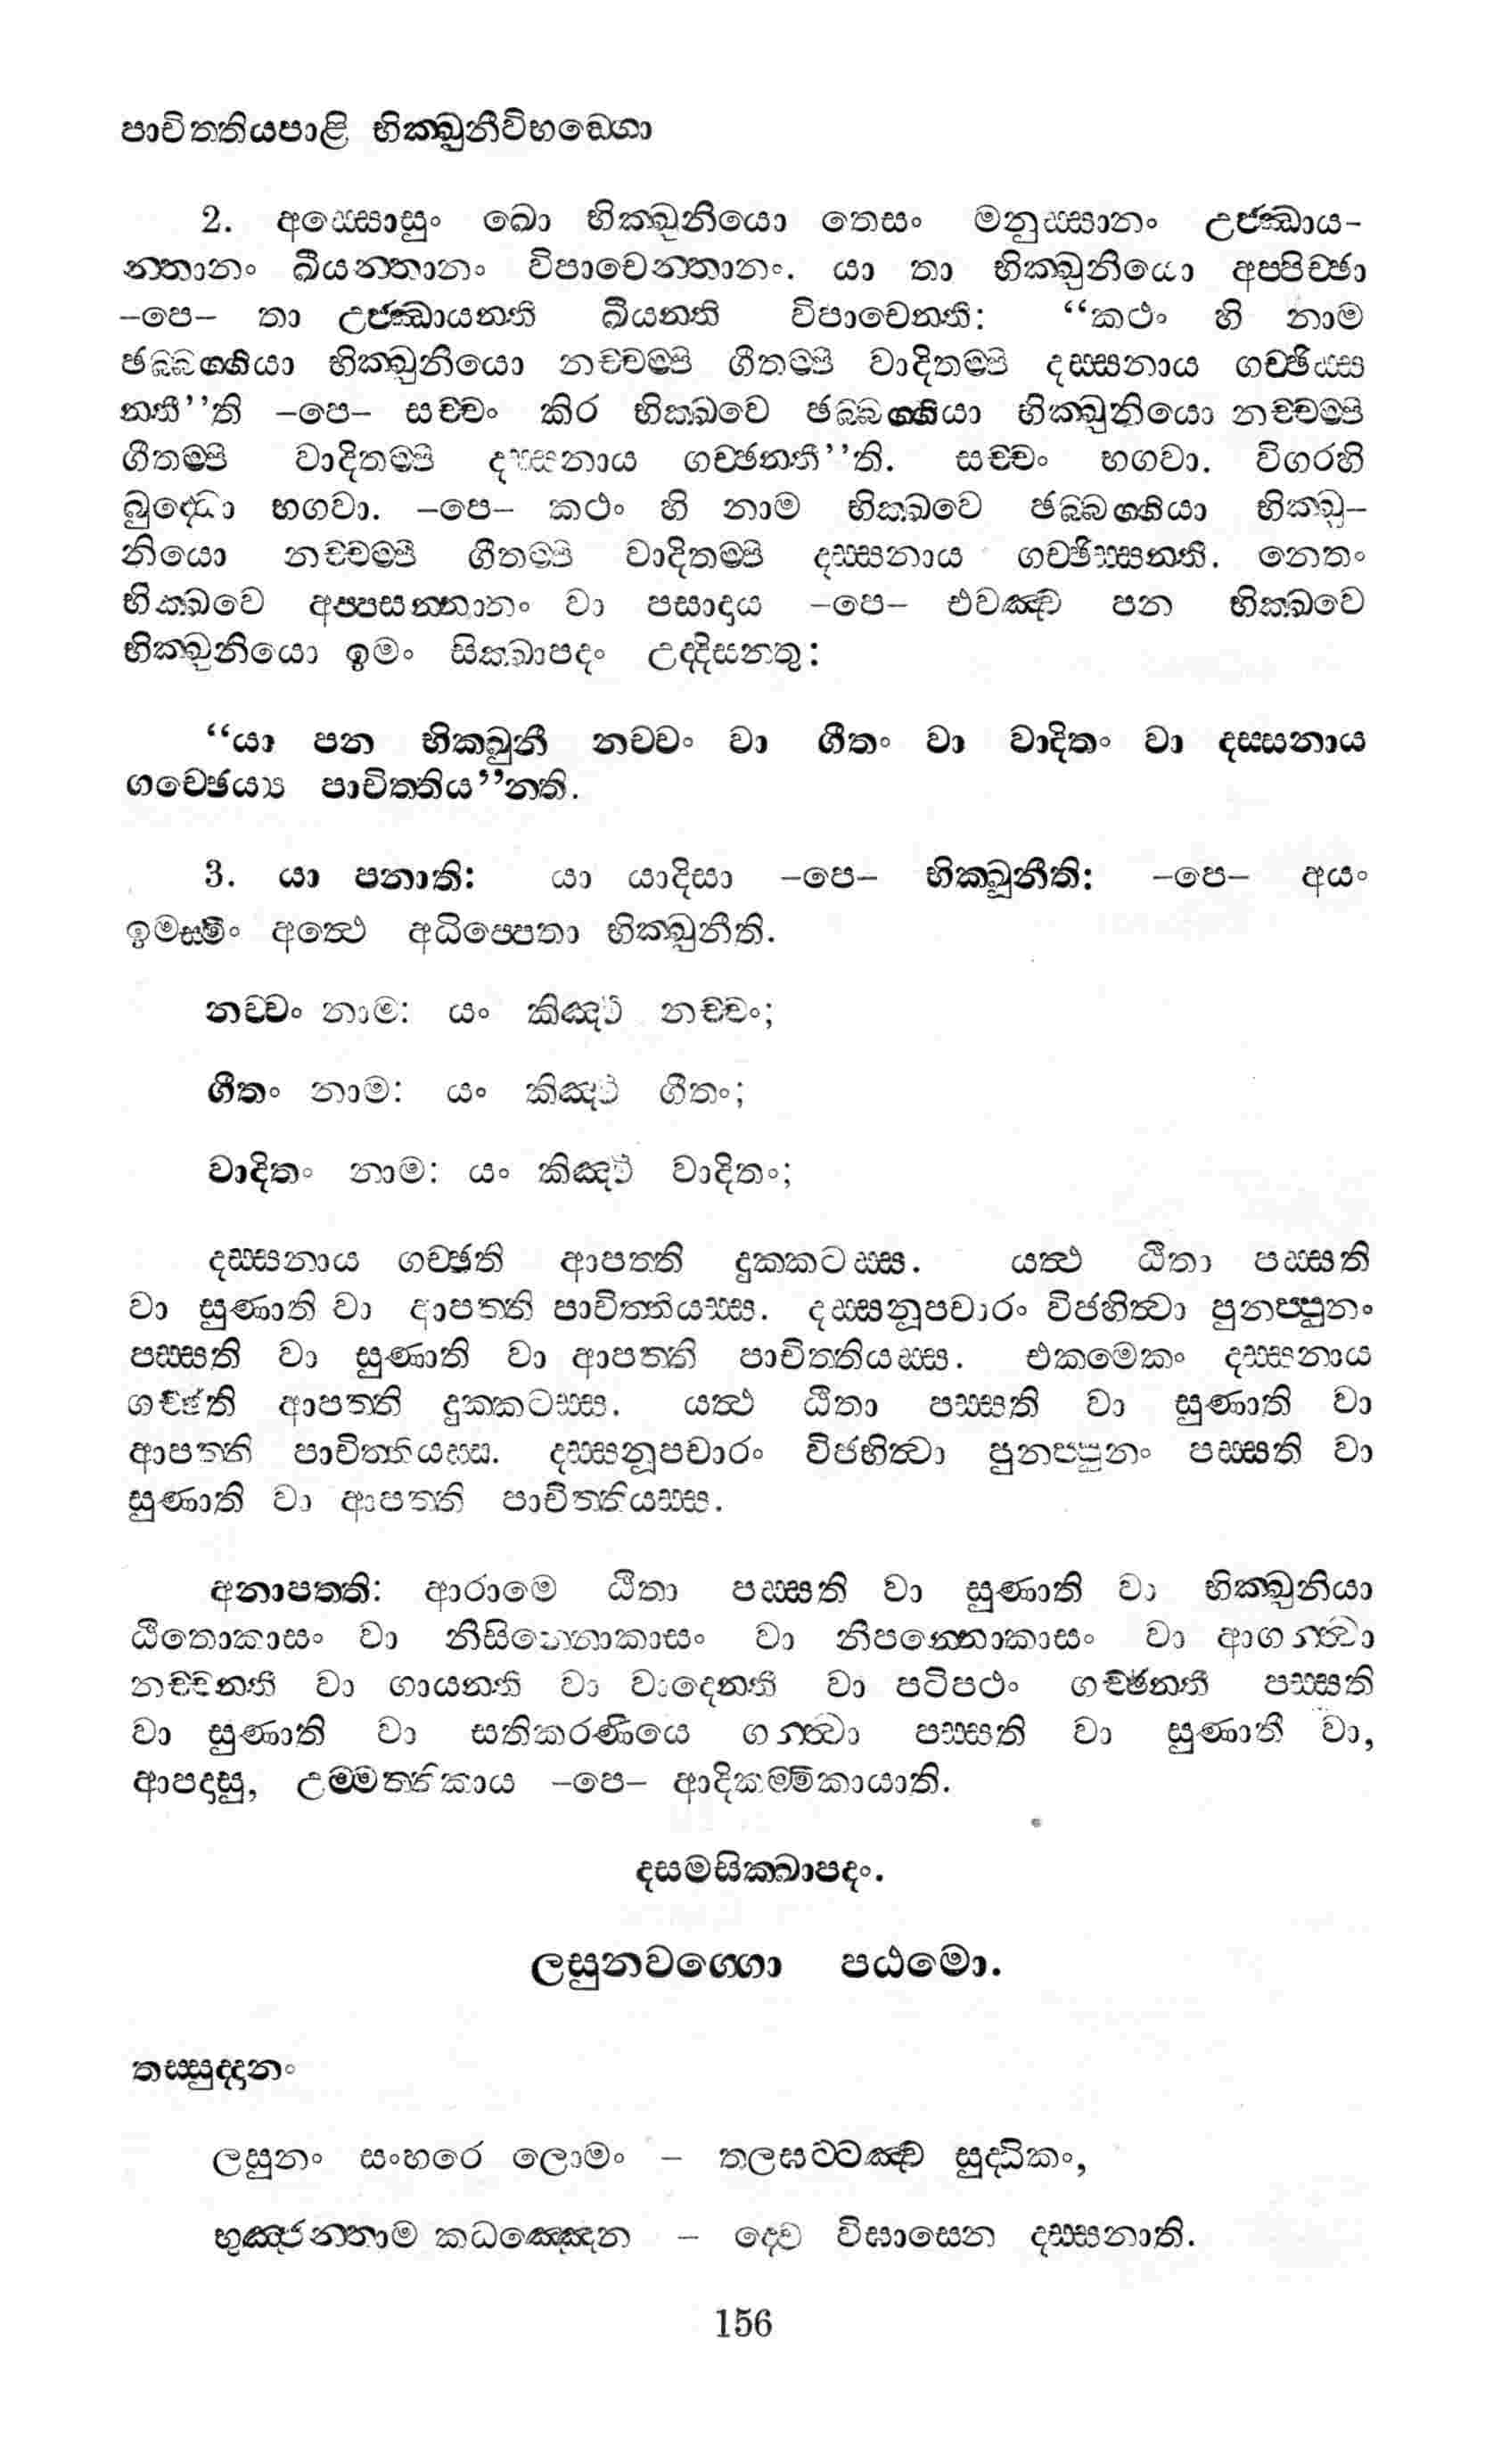 පාචිත්තියපාළි භික්ඛුනීවිභඞ්ගො
2. අස්සොසුං ඛො භික්ඛුනියො තෙසං මනුස්සානං උජ්ඣාය-
න්තානං ඛීයන්තානං විපාචෙන්තානං. යා තා භික්ඛුනියො අප්පිච්ඡා
–පෙ– තා උජ්ඣායන්ති ඛීයන්ති විපාචෙන්ති: “කථං හි නාම
ඡබ්බග්ගියා භික්ඛුනියො නච්චම්පි ගීතම්පි වාදිතම්පි දස්සනාය ගච්ඡිස්ස
න්තී”ති –පෙ– සච්චං කිර භික්ඛවෙ ඡබ්බග්ගියා භික්ඛුනියො නච්චම්පි
ගීතම්පි වාදිතම්පි දස්සනාය ගච්ඡන්තී”ති. සච්චං භගවා. විගරහි
බුද්ධො භගවා. –පෙ– කථං හි නාම භික්ඛවෙ ඡබ්බග්ගියා භික්ඛු–
නියො නච්චම්පි ගීතම්පි වාදිතම්පි දස්සනාය ගච්ඡිස්සන්ති. නෙතං
භික්ඛවෙ අප්පසන්නානං වා පසාදාය –පෙ– එවඤ්ච පන භික්ඛවෙ
භික්ඛුනියො ඉමං සික්ඛාපදං උද්දිසන්තු:
“යා පන භික්ඛුනී නච්චං වා ගීතං වා වාදිතං වා දස්සනාය
ගච්ඡෙය්‍ය පාචිත්තිය”න්ති.
3. යා පනාති: යා යාදිසා –පෙ– භික්ඛූනීති: –පෙ– අයං
ඉමස්මිං අත්ථෙ අධිප්පෙතා භික්ඛුනීති.
නච්චං නාම: යං කිඤ්චි නච්චං;
ගීතං නාම: යං කිඤ්චි ගීතං;
වාදිතං නාම: යං කිඤ්චි වාදිතං;
දස්සනාය ගච්ඡති ආපත්ති දුක්කටස්ස. යත්ථ ඨිතා පස්සති
වා සුණාති වා ආපත්ති පාචිත්තියස්ස. දස්සනූපචාරං විජහිත්වා පුනප්පුනං
පස්සති වා සුණාති වා ආපත්ති පාචිත්තියස්ස. එකමෙකං දස්සනාය
ගච්ඡති ආපත්ති දුක්කටස්ස. යත්ථ ඨිතා පස්සති වා සුණාති වා
ආපත්ති පාචිත්තියස්ස. දස්සනූපචාරං විජහිත්වා පුනප්පුනං පස්සති වා
සුණාති වා ආපත්ති පාචිත්තියස්ස.
අනාපත්ති: ආරාමෙ ඨිතා පස්සති වා සුණාති වා භික්ඛුනියා
ඨිතොකාසං වා නිසින්නොකාසං වා නිපන්නොකාසං වා ආගන්ත්වා
නච්චන්ති වා ගායන්ති වා වාදෙන්ති වා පටිපථං ගච්ඡන්තී පස්සති
වා සුණාති වා සතිකරණීයෙ ගන්ත්වා පස්සති වා සුණාති වා,
ආපදාසු, උම්මත්තිකාය –පෙ– ආදිකම්මිකායාති.
දසමසික්ඛාපදං.
ලසුනවග්ගො පඨමො.
තස්සුද්දානං
ලසුනං සංහරෙ ලොමං – තලඝට්ටඤ්ච සුද්ධිකං,
භුඤ්ජන්තාම කධඤ්ඤෙන – ද්වෙ විඝාසෙන දස්සනාති.
156